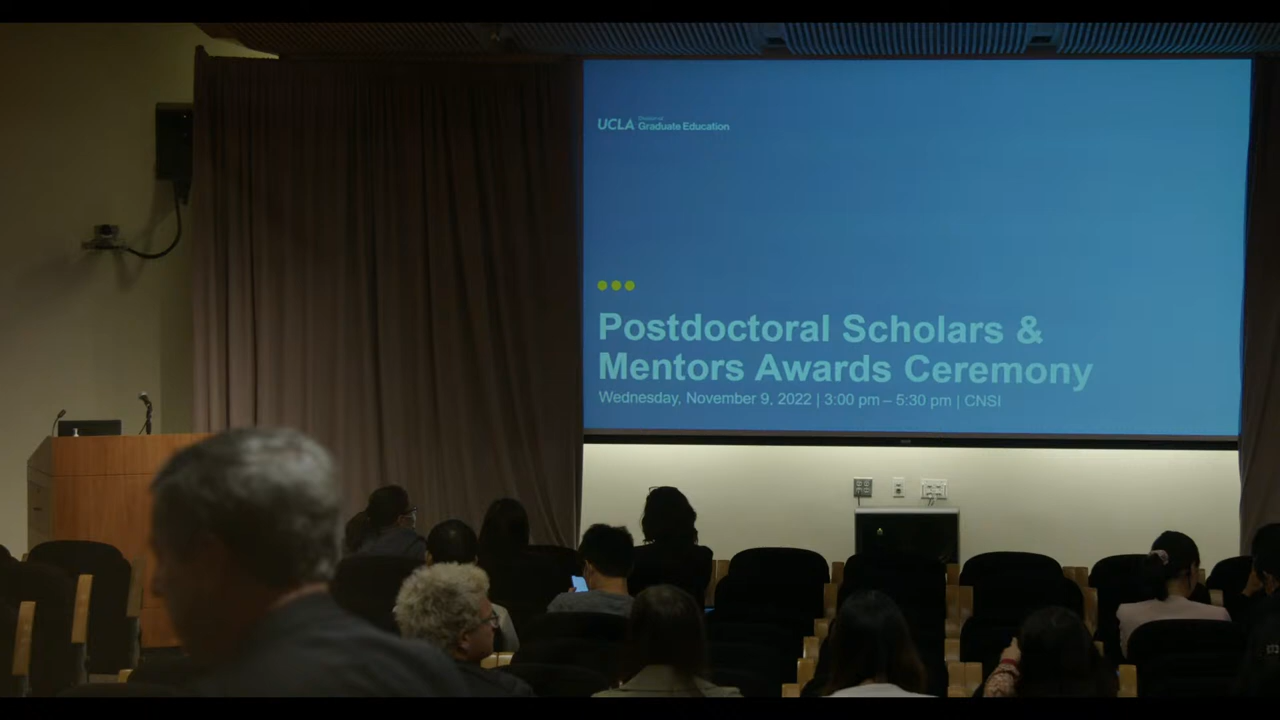 UCLA Graduate Education
Postdoctoral Scholars &
Mentors Awards Ceremony
Wednesday, November 9, 2022 | 3:00 pm – 5:30 pm | CNSI